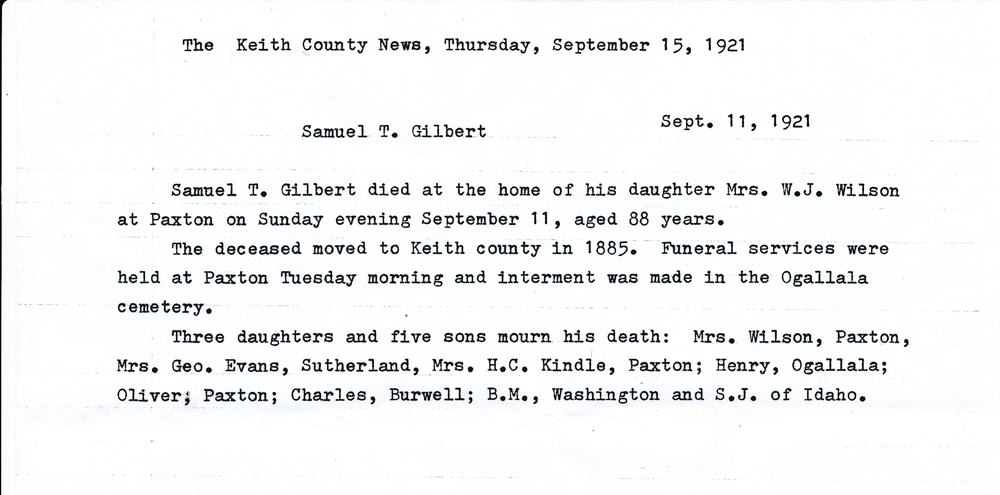 The Keith County News, Thursday, September 15, 1921
Samuel T. Gilbert
Sept. 11, 1921
Samuel T. Gilbert died at the home of his daughter Mrs. W.J. Wilson
at Paxton on Sunday evening September 11, aged 88 years.
The deceased moved to Keith county in 1885. Funeral services were
held at Paxton Tuesday morning and interment was made in the Ogallala
cemetery.
Three daughters and five sons mourn his death: Mrs. Wilson, Paxton,
Mrs. Geo. Evans, Sutherland, Mrs. H.C. Kindle, Paxton; Henry, Ogallala;
Oliver; Paxton; Charles, Burwell; B.M., Washington and S.J. of Idaho.